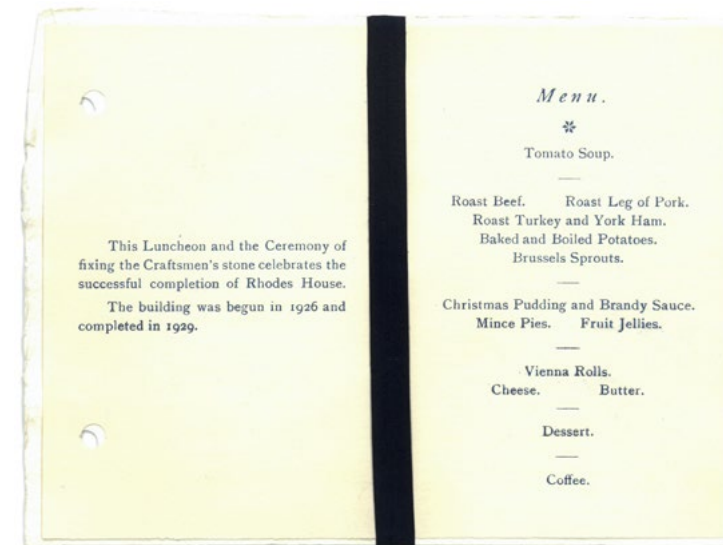 This Luncheon and the Ceremony of
fixing the Craftsmen's stone celebrates the
successful completion of Rhodes House.
The building was begun in 1926 and
completed in 1929.
Menu.
Tomato Soup.
Roast Beef. Roast Leg of Pork.
Roast Turkey and York Ham.
Baked and Boiled Potatoes.
Brussels Sprouts.
Christmas Pudding and Brandy Sauce.
Mince Pies. Fruit Jellies.
Vienna Rolls.
Cheese. Butter.
Dessert.
Coffee.